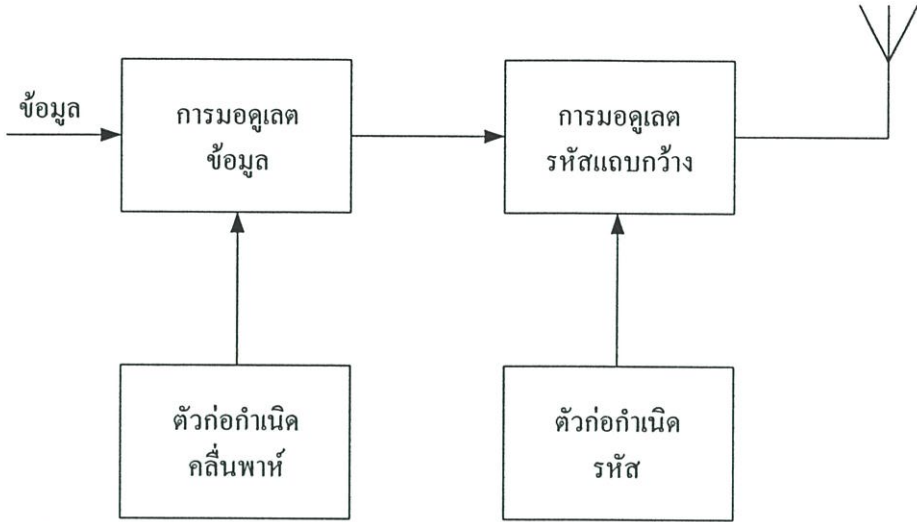 ข้อมูล
การมอดูเลต
ข้อมูล
การมอดูเลต
รหัสแถบกว้าง
ตัวก่อกำเนิด
คลื่นพาห์
ตัวก่อกำเนิด
รหัส